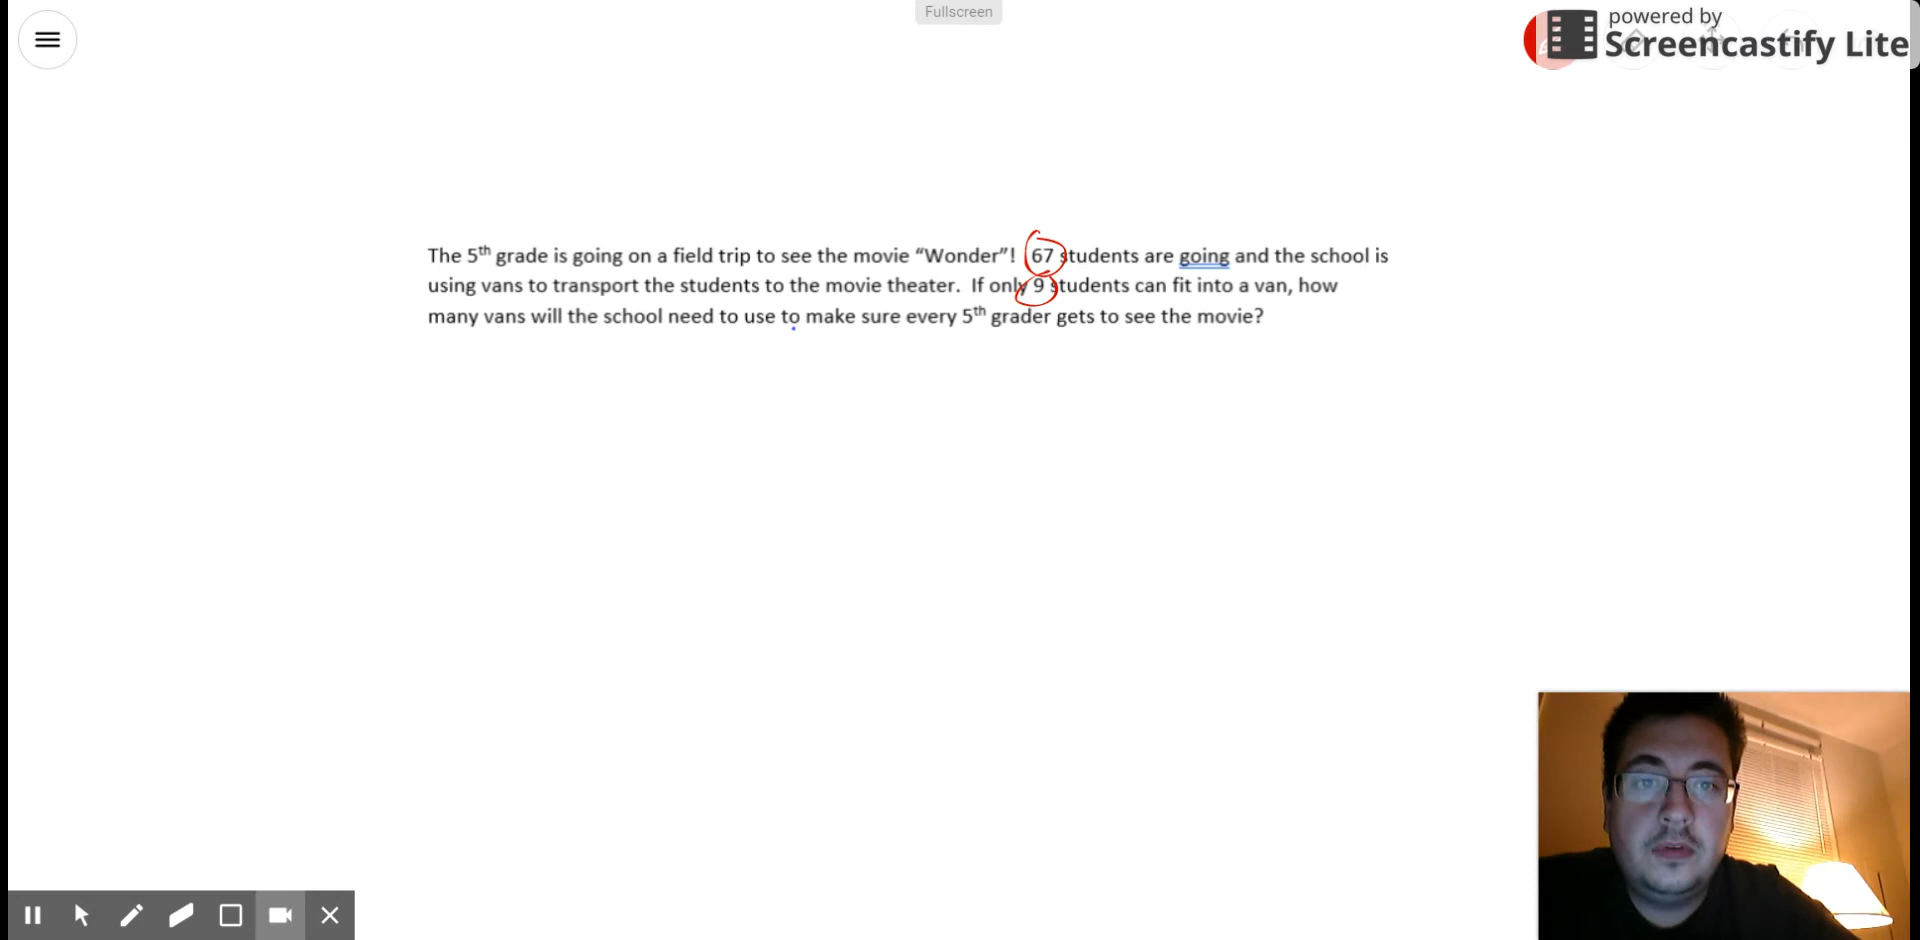 Fullscreen
powered by
Screencastify Lite
The 5th grade is going on a field trip to see the movie “Wonder”! 67 students are going and the school is
using vans to transport the students to the movie theater. If only 9 students can fit into a van, how
many vans will the school need to use to make sure every 5th grader gets to see the movie?